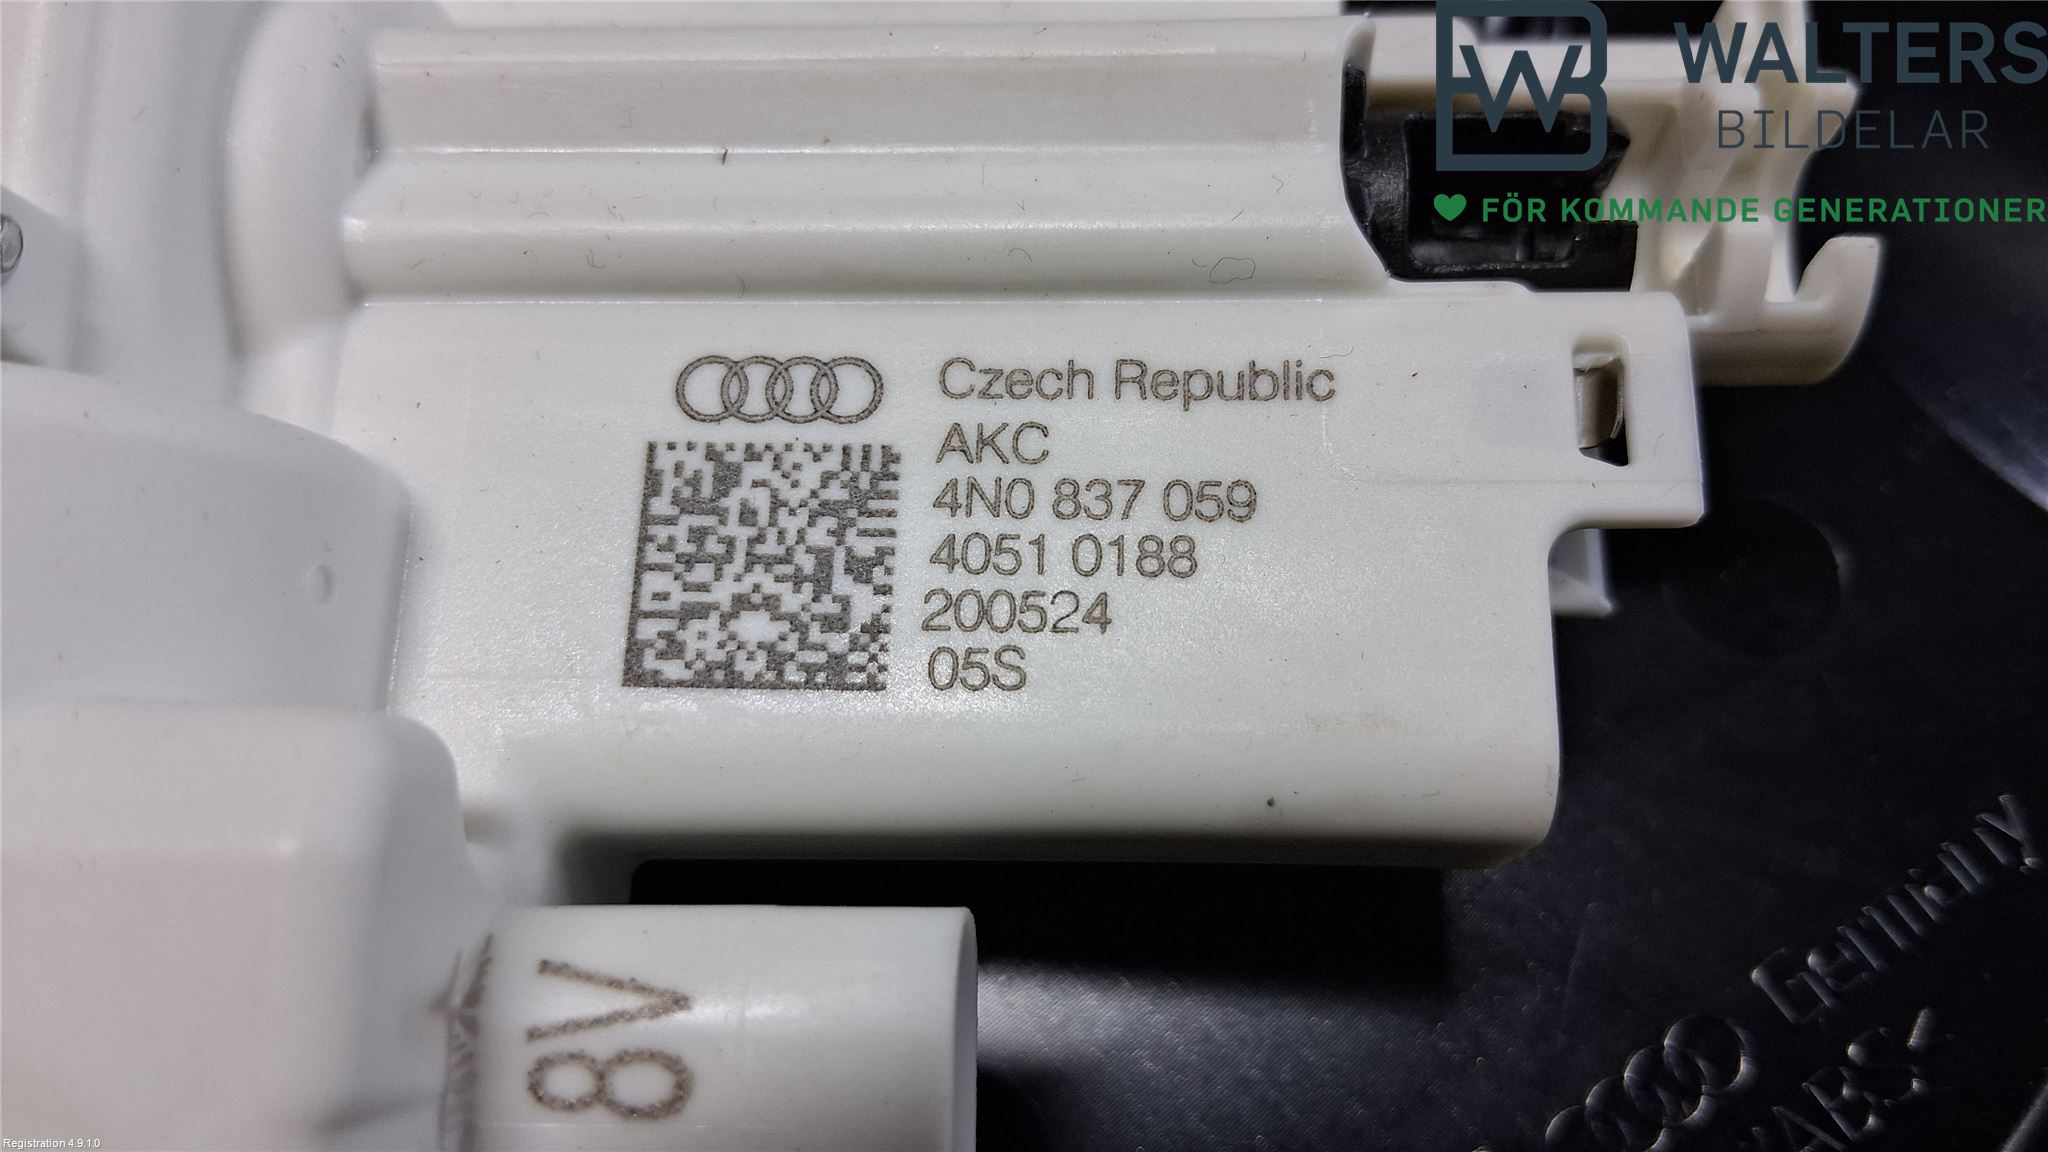 WALTERS
BILDELAR
FÖR KOMMANDE GENERATIONER
Czech Republic
AKC
4N0 837 059
4051 0188
200524
05S
8V
Germany
Registration 4.9.1.0